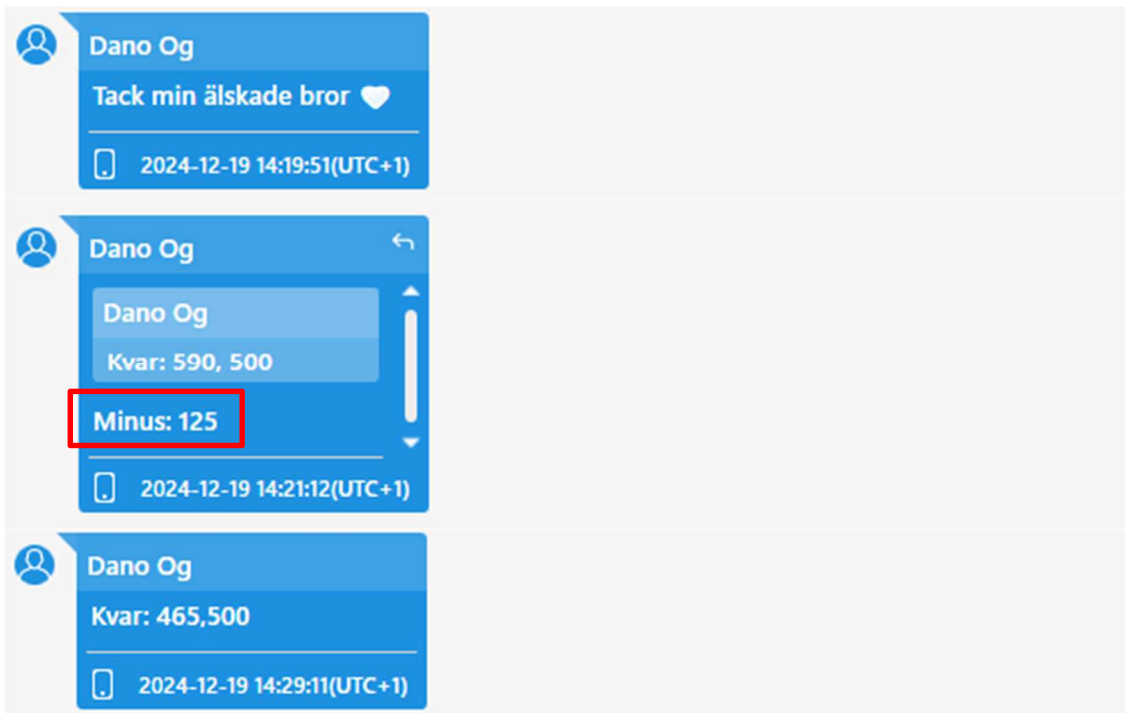 Dano Og
Tack min älskade bror 🤍
2024-12-19 14:19:51(UTC+1)
Dano Og
Dano Og
Kvar: 590, 500
Minus: 125
2024-12-19 14:21:12(UTC+1)
Dano Og
Kvar: 465,500
2024-12-19 14:29:11(UTC+1)